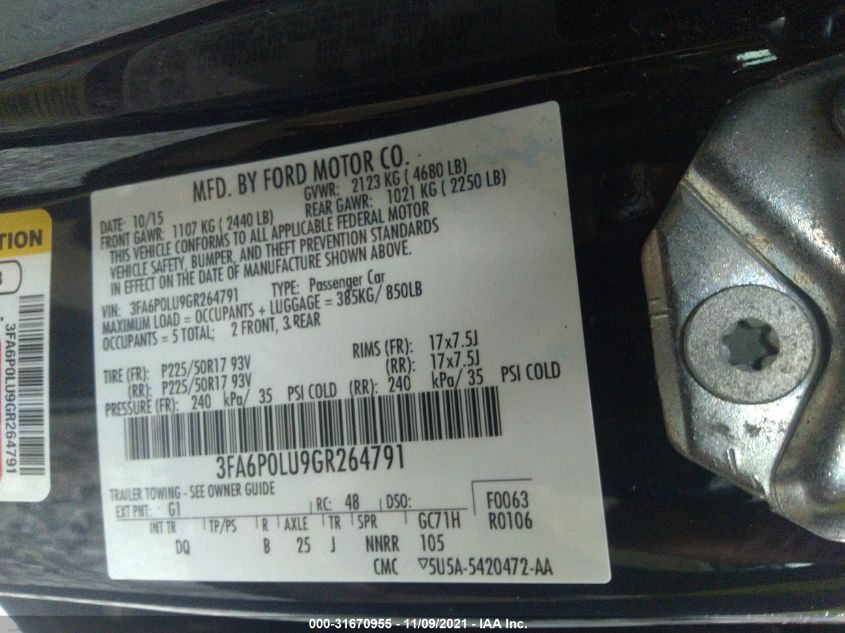 MFD. BY FORD MOTOR CO.
DATE: 10/15
GVWR: 2123 KG ( 4680 LB)
FRONT GAWR: 1107 KG ( 2440 LB)
REAR GAWR: 1021 KG ( 2250 LB)
THIS VEHICLE CONFORMS TO ALL APPLICABLE FEDERAL MOTOR
VEHICLE SAFETY, BUMPER, AND THEFT PREVENTION STANDARDS
IN EFFECT ON THE DATE OF MANUFACTURE SHOWN ABOVE.
VIN: 3FA6P0LU9GR264791 TYPE: Passenger Car
MAXIMUM LOAD = OCCUPANTS + LUGGAGE = 385KG/ 850LB
OCCUPANTS = 5 TOTAL; 2 FRONT, 3.REAR
TIRE (FR): P225/50R17 93V RIMS (FR): 17x7.5J
(RR): P225/50R17 93V (RR): 17x7.5J
PRESSURE (FR): 240 kPa/ 35 PSI COLD (RR): 240 kPa/ 35 PSI COLD
3FA6P0LU9GR264791
TRAILER TOWING - SEE OWNER GUIDE
EXT PNT: G1 RC: 48 DSO: F0063
INT TR TP/PS R AXLE TR SPR GC71H R0106
DQ B 25 J NNRR 105
CMC ▽5U5A-5420472-AA
TION
3FA6P0LU9GR264791
000-31670955 - 11/09/2021 - IAA Inc.